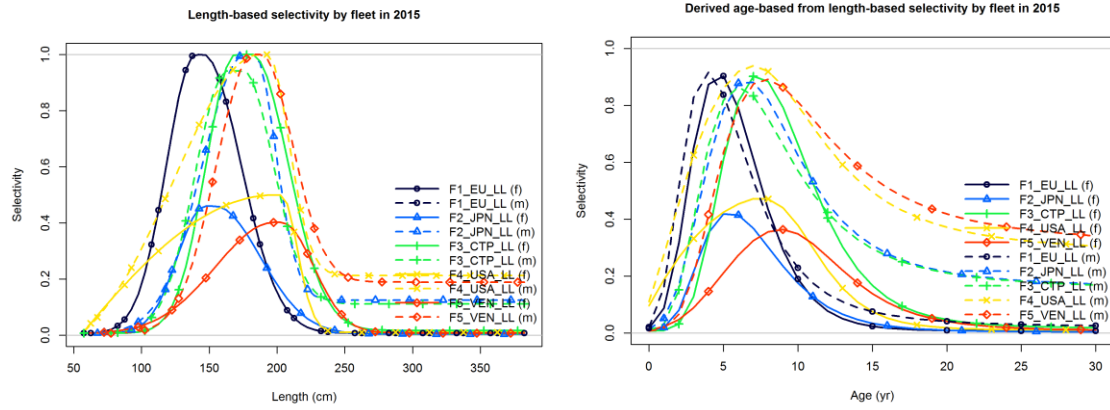 Length-based selectivity by fleet in 2015
Selectivity
1.0
0.8
0.6
0.4
0.2
0.0
F1_EU_LL (f)
F1_EU_LL (m)
F2_JPN_LL (f)
F2_JPN_LL (m)
F3_CTP_LL (f)
F3_CTP_LL (m)
F4_USA_LL (f)
F4_USA_LL (m)
F5_VEN_LL (f)
F5_VEN_LL (m)
50 100 150 200 250 300 350
Length (cm)
Derived age-based from length-based selectivity by fleet in 2015
Selectivity
1.0
0.8
0.6
0.4
0.2
0.0
F1_EU_LL (f)
F2_JPN_LL (f)
F3_CTP_LL (f)
F4_USA_LL (f)
F5_VEN_LL (f)
F1_EU_LL (m)
F2_JPN_LL (m)
F3_CTP_LL (m)
F4_USA_LL (m)
F5_VEN_LL (m)
0 5 10 15 20 25 30
Age (yr)